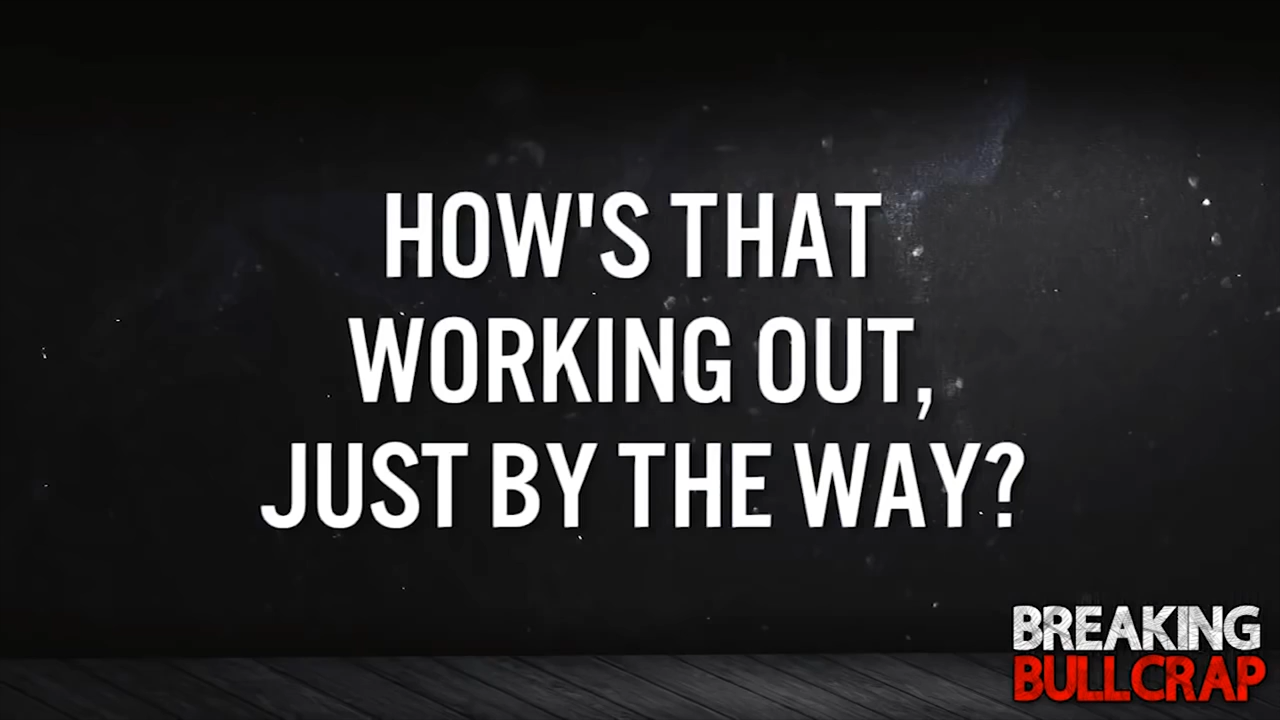 HOW'S THAT
WORKING OUT,
JUST BY THE WAY?
BREAKING
BULLCRAP